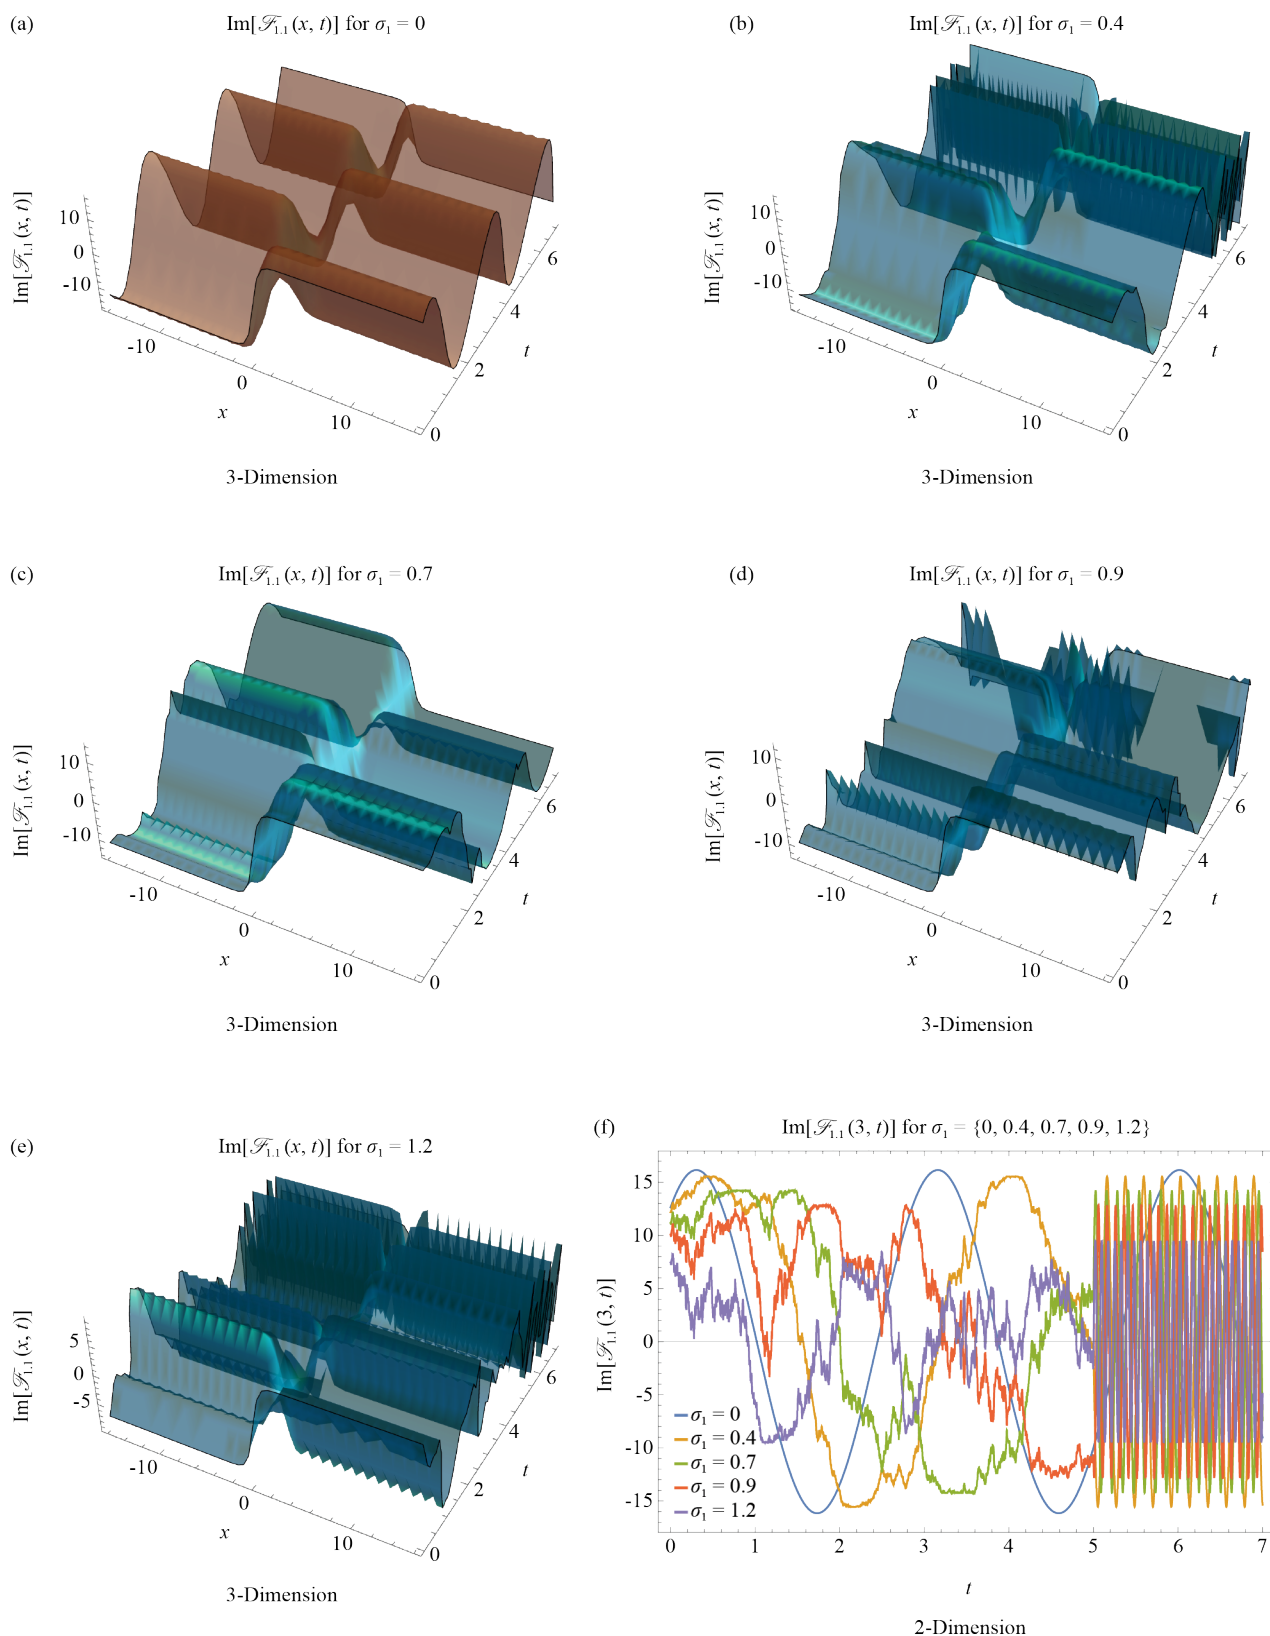 (a)
Im[ℱ₁.₁(x, t)] for σ₁ = 0
Im[ℱ₁.₁(x, t)]
10
0
-10
-10
0
10
x
0
2
4
6
t
3-Dimension
(b)
Im[ℱ₁.₁(x, t)] for σ₁ = 0.4
Im[ℱ₁.₁(x, t)]
10
0
-10
-10
0
10
x
0
2
4
6
t
3-Dimension
(c)
Im[ℱ₁.₁(x, t)] for σ₁ = 0.7
Im[ℱ₁.₁(x, t)]
10
0
-10
-10
0
10
x
0
2
4
6
t
3-Dimension
(d)
Im[ℱ₁.₁(x, t)] for σ₁ = 0.9
Im[ℱ₁.₁(x, t)]
10
0
-10
-10
0
10
x
0
2
4
6
t
3-Dimension
(e)
Im[ℱ₁.₁(x, t)] for σ₁ = 1.2
Im[ℱ₁.₁(x, t)]
5
0
-5
-10
0
10
x
0
2
4
6
t
3-Dimension
(f)
Im[ℱ₁.₁(3, t)] for σ₁ = {0, 0.4, 0.7, 0.9, 1.2}
Im[ℱ₁.₁(3, t)]
15
10
5
0
-5
-10
-15
σ₁ = 0
σ₁ = 0.4
σ₁ = 0.7
σ₁ = 0.9
σ₁ = 1.2
0 1 2 3 4 5 6 7
t
2-Dimension